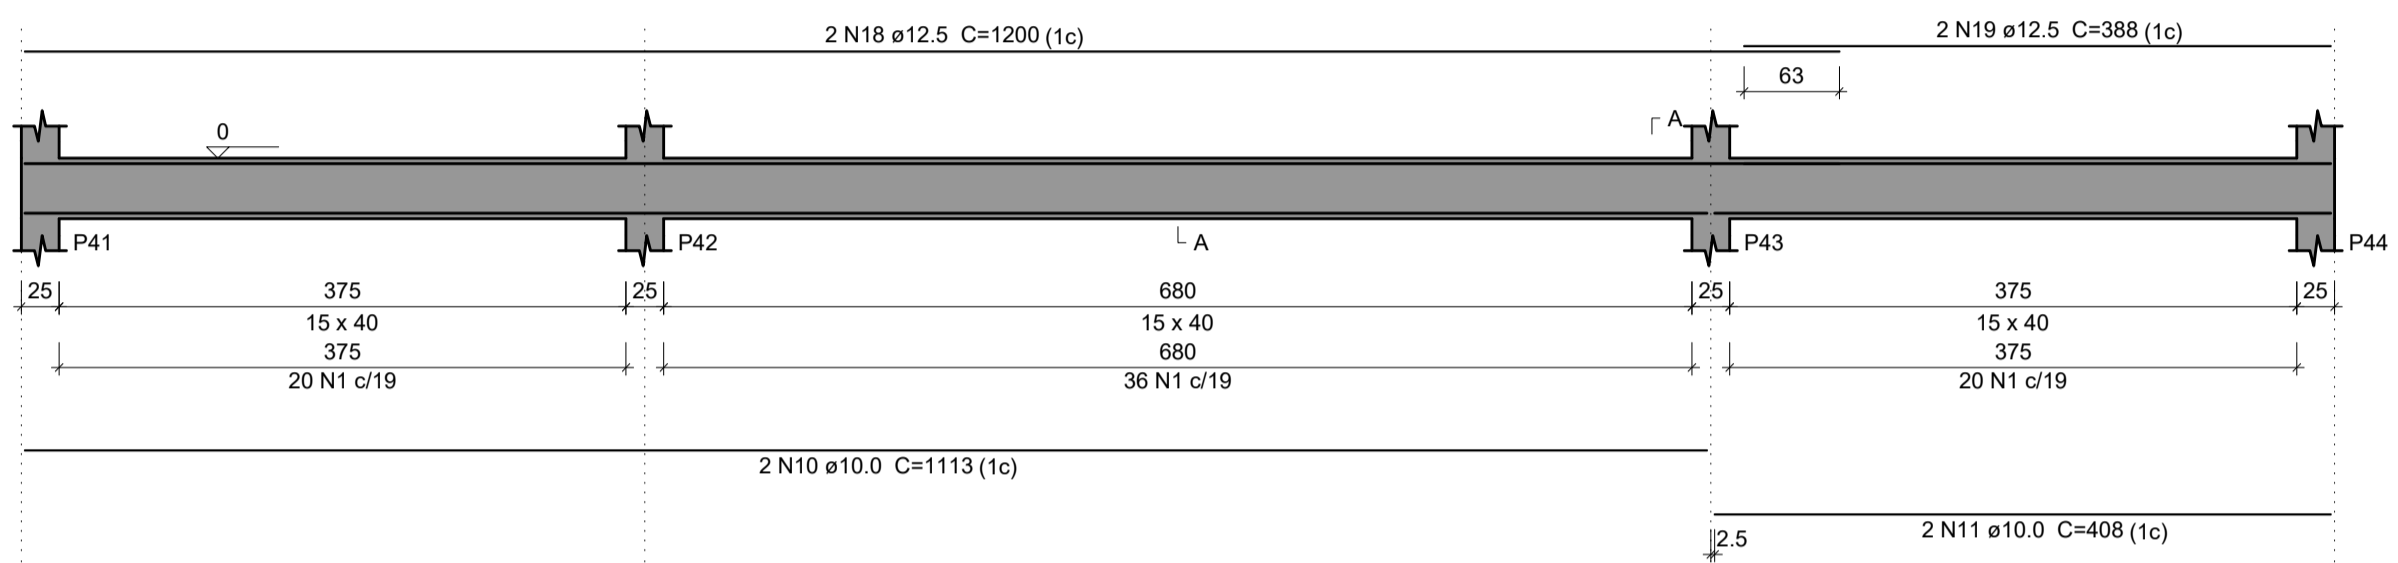 2 N18 ø12.5 C=1200 (1c)
2 N19 ø12.5 C=388 (1c)
63
0
A
P41
P42
A
P43
P44
25
375
25
680
25
375
25
15 x 40
15 x 40
15 x 40
375
680
375
20 N1 c/19
36 N1 c/19
20 N1 c/19
2 N10 ø10.0 C=1113 (1c)
2 N11 ø10.0 C=408 (1c)
2.5